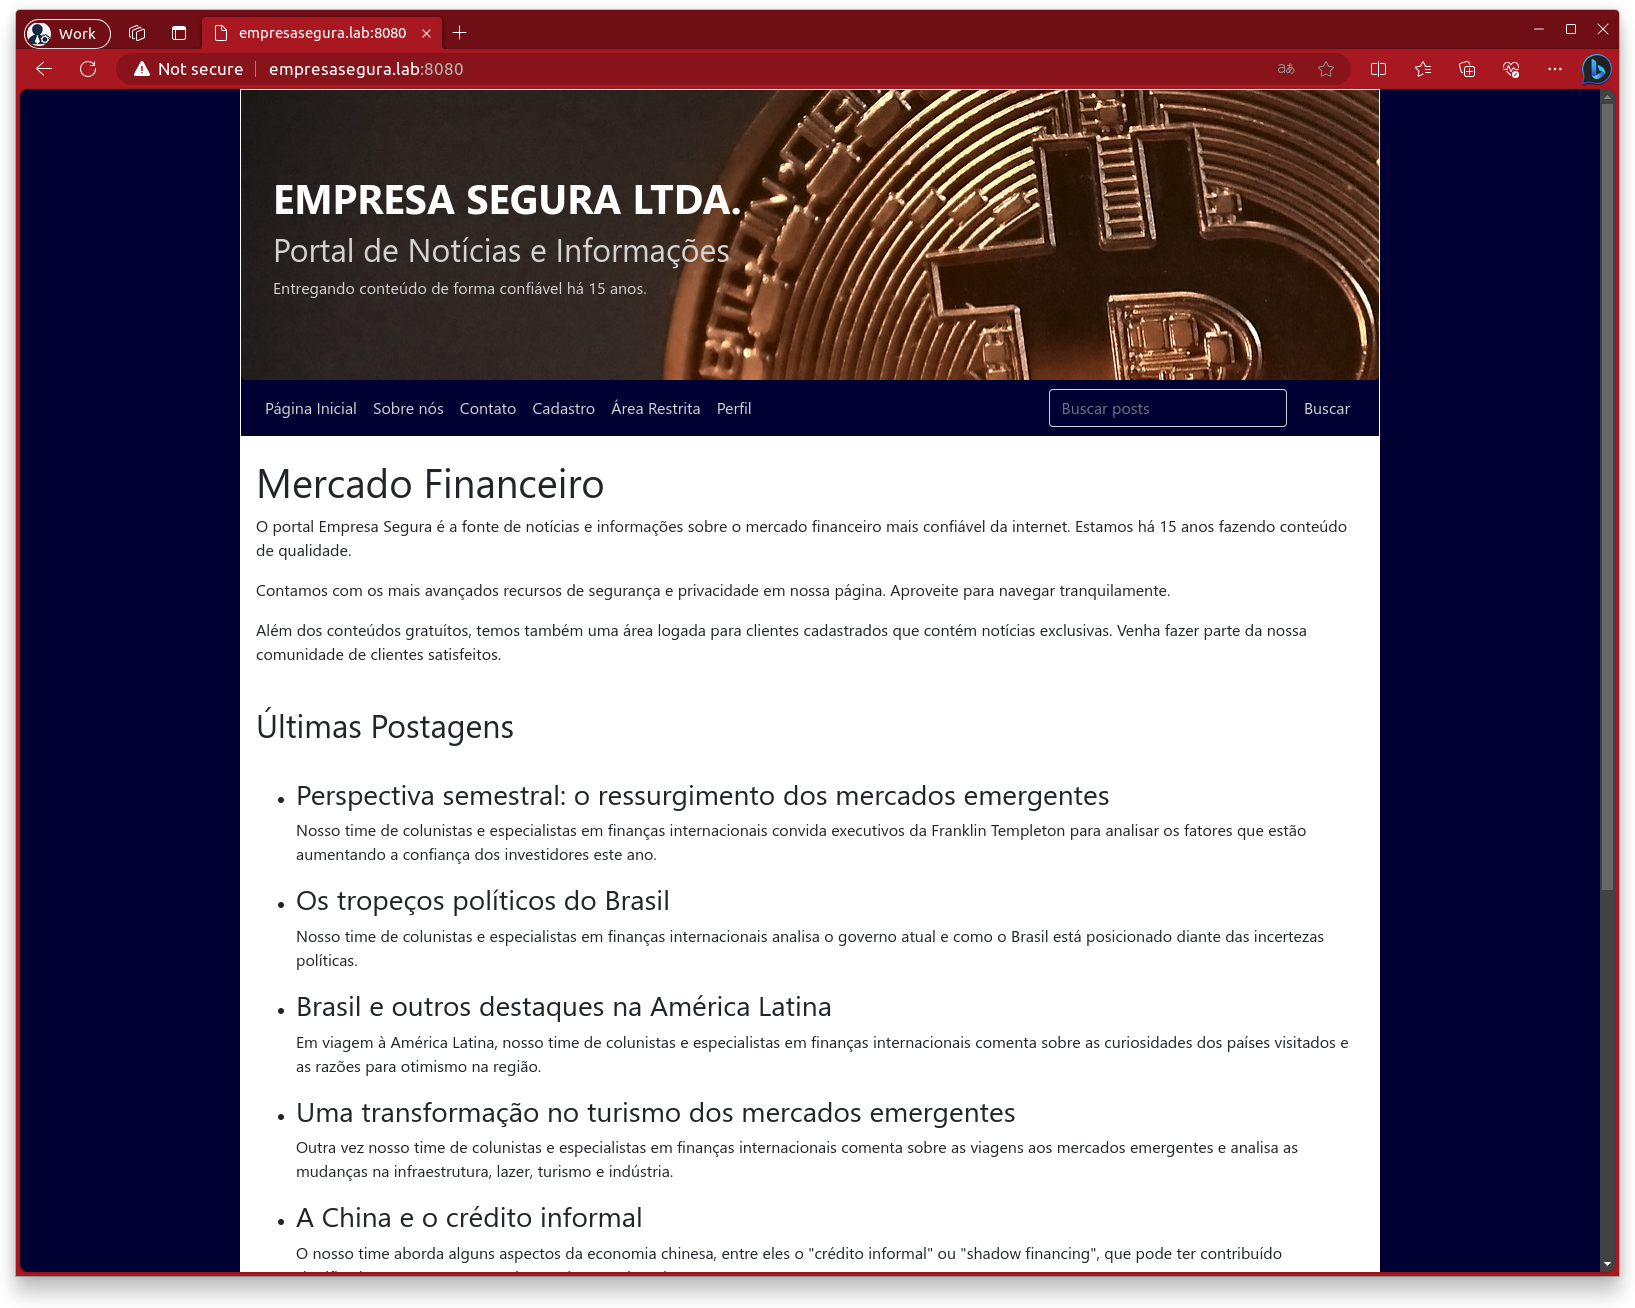 Work
empresasegura.lab:8080
Not secure
empresasegura.lab:8080
EMPRESA SEGURA LTDA.
Portal de Notícias e Informações
Entregando conteúdo de forma confiável há 15 anos.
Página Inicial Sobre nós Contato Cadastro Área Restrita Perfil Buscar posts Buscar
Mercado Financeiro
O portal Empresa Segura é a fonte de notícias e informações sobre o mercado financeiro mais confiável da internet. Estamos há 15 anos fazendo conteúdo
de qualidade.
Contamos com os mais avançados recursos de segurança e privacidade em nossa página. Aproveite para navegar tranquilamente.
Além dos conteúdos gratuítos, temos também uma área logada para clientes cadastrados que contém notícias exclusivas. Venha fazer parte da nossa
comunidade de clientes satisfeitos.
Últimas Postagens
Perspectiva semestral: o ressurgimento dos mercados emergentes
Nosso time de colunistas e especialistas em finanças internacionais convida executivos da Franklin Templeton para analisar os fatores que estão
aumentando a confiança dos investidores este ano.
Os tropeços políticos do Brasil
Nosso time de colunistas e especialistas em finanças internacionais analisa o governo atual e como o Brasil está posicionado diante das incertezas
políticas.
Brasil e outros destaques na América Latina
Em viagem à América Latina, nosso time de colunistas e especialistas em finanças internacionais comenta sobre as curiosidades dos países visitados e
as razões para otimismo na região.
Uma transformação no turismo dos mercados emergentes
Outra vez nosso time de colunistas e especialistas em finanças internacionais comenta sobre as viagens aos mercados emergentes e analisa as
mudanças na infraestrutura, lazer, turismo e indústria.
A China e o crédito informal
O nosso time aborda alguns aspectos da economia chinesa, entre eles o "crédito informal" ou "shadow financing", que pode ter contribuído